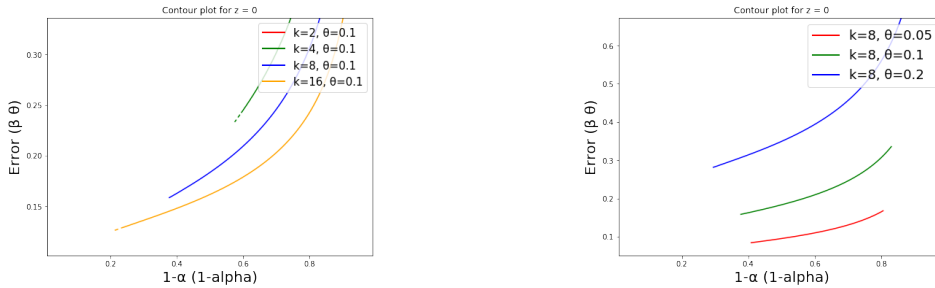 Contour plot for z = 0
k=2, θ=0.1
k=4, θ=0.1
k=8, θ=0.1
k=16, θ=0.1
0.30
0.25
0.20
0.15
Error (β θ)
0.2 0.4 0.6 0.8
1-α (1-alpha)
Contour plot for z = 0
k=8, θ=0.05
k=8, θ=0.1
k=8, θ=0.2
0.6
0.5
0.4
0.3
0.2
0.1
Error (β θ)
0.2 0.4 0.6 0.8
1-α (1-alpha)